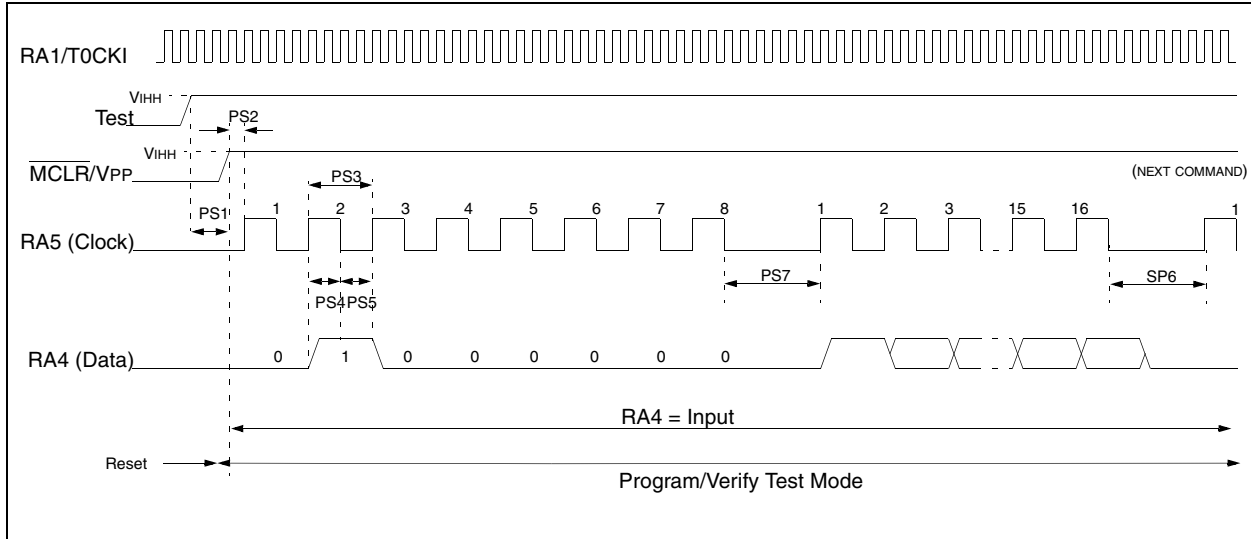 RA1/T0CKI
VIHH
Test
PS2
VIHH
MCLR/VPP
(NEXT COMMAND)
PS3
PS1
1 2 3 4 5 6 7 8 1 2 3 15 16 1
RA5 (Clock)
PS7
SP6
PS4 PS5
RA4 (Data)
0 1 0 0 0 0 0 0
RA4 = Input
Reset
Program/Verify Test Mode